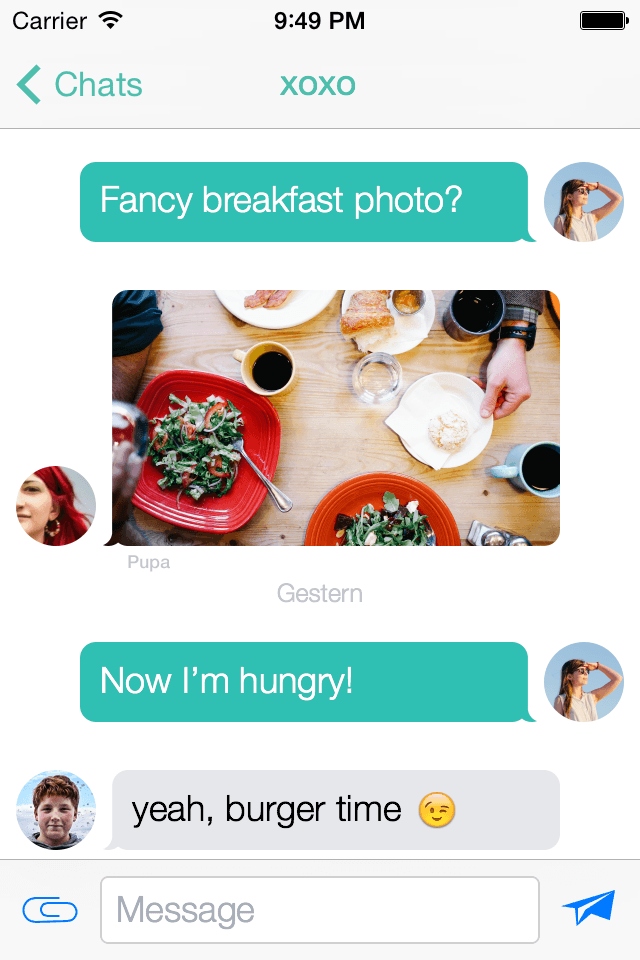 Carrier 9:49 PM
Chats xoxo
Fancy breakfast photo?
Pupa
Gestern
Now I’m hungry!
yeah, burger time 😉
Message